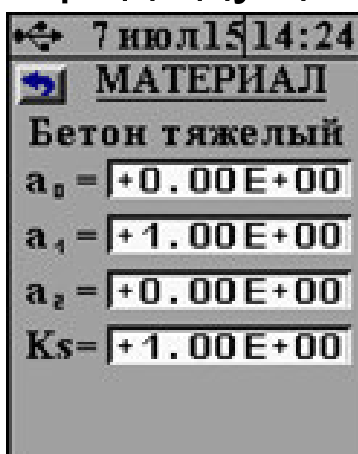 7 июл15 14:24
МАТЕРИАЛ
Бетон тяжелый
a₀ = +0.00E+00
a₁ = +1.00E+00
a₂ = +0.00E+00
Ks= +1.00E+00